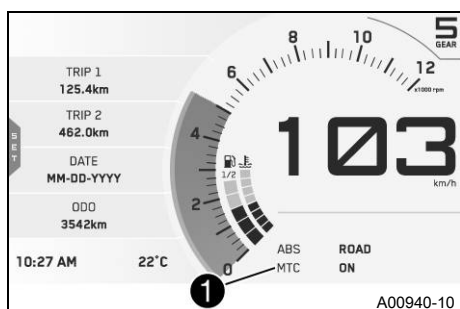 5
GEAR
8
10
6
12
x1000 rpm
TRIP 1
125.4km
4
TRIP 2
462.0km
103
SET
1/2
DATE
MM-DD-YYYY
km/h
2
ODO
3542km
ABS ROAD
10:27 AM 22°C
0
MTC ON
1
A00940-10